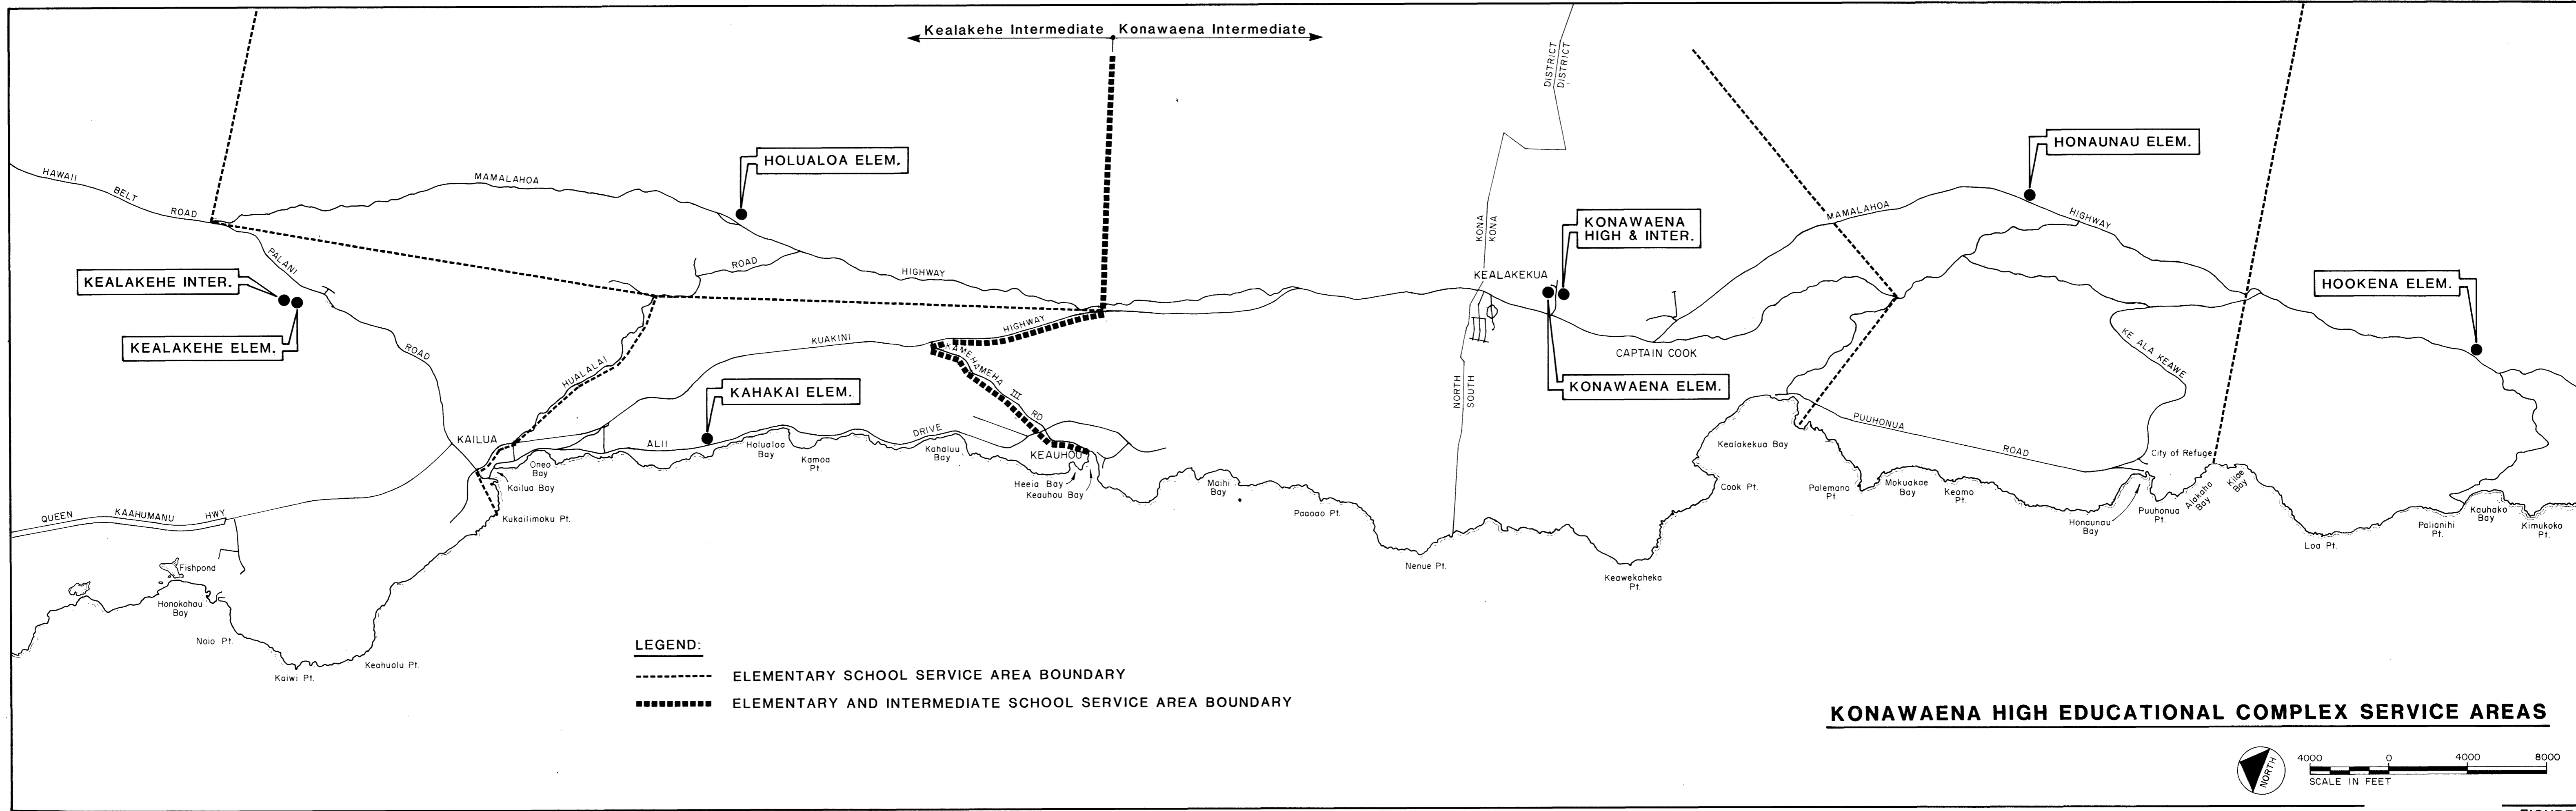 Kealakehe Intermediate
Konawaena Intermediate
DISTRICT
DISTRICT
HOLUALOA ELEM.
HONAUNAU ELEM.
HAWAII BELT ROAD
MAMALAHOA
KONAWAENA
HIGH & INTER.
MAMALAHOA
HIGHWAY
KONA
KONA
PALANI
ROAD
HIGHWAY
KEALAKEKUA
KEALAKEHE INTER.
HOOKENA ELEM.
KEALAKEHE ELEM.
ROAD
HUALALAI
KUAKINI
HIGHWAY
KAMEHAMEHA III RD
CAPTAIN COOK
KE ALA KEAWE
KAHAKAI ELEM.
KONAWAENA ELEM.
NORTH
SOUTH
KAILUA
ALII
DRIVE
PUUHONUA
ROAD
Oneo
Bay
Holualoa
Bay
Kamoa
Pt.
Kahaluu
Bay
KEAUHOU
Kealakekua Bay
City of Refuge
Kailua Bay
Heeia Bay
Keauhou Bay
Maihi
Bay
Cook Pt.
Palemano
Pt.
Mokuakae
Bay
Keomo
Pt.
Alakaha
Bay
Kilae
Bay
QUEEN KAAHUMANU HWY
Kukailimoku Pt.
Paaoao Pt.
Honaunau
Bay
Puuhonua
Pt.
Palianihi
Pt.
Kauhako
Bay
Kimukoko
Pt.
Loa Pt.
Fishpond
Nenue Pt.
Keawekaheka
Pt.
Honokohau
Bay
Noio Pt.
Keahuolu Pt.
Kaiwi Pt.
LEGEND:
ELEMENTARY SCHOOL SERVICE AREA BOUNDARY
ELEMENTARY AND INTERMEDIATE SCHOOL SERVICE AREA BOUNDARY
KONAWAENA HIGH EDUCATIONAL COMPLEX SERVICE AREAS
NORTH
4000 0 4000 8000
SCALE IN FEET